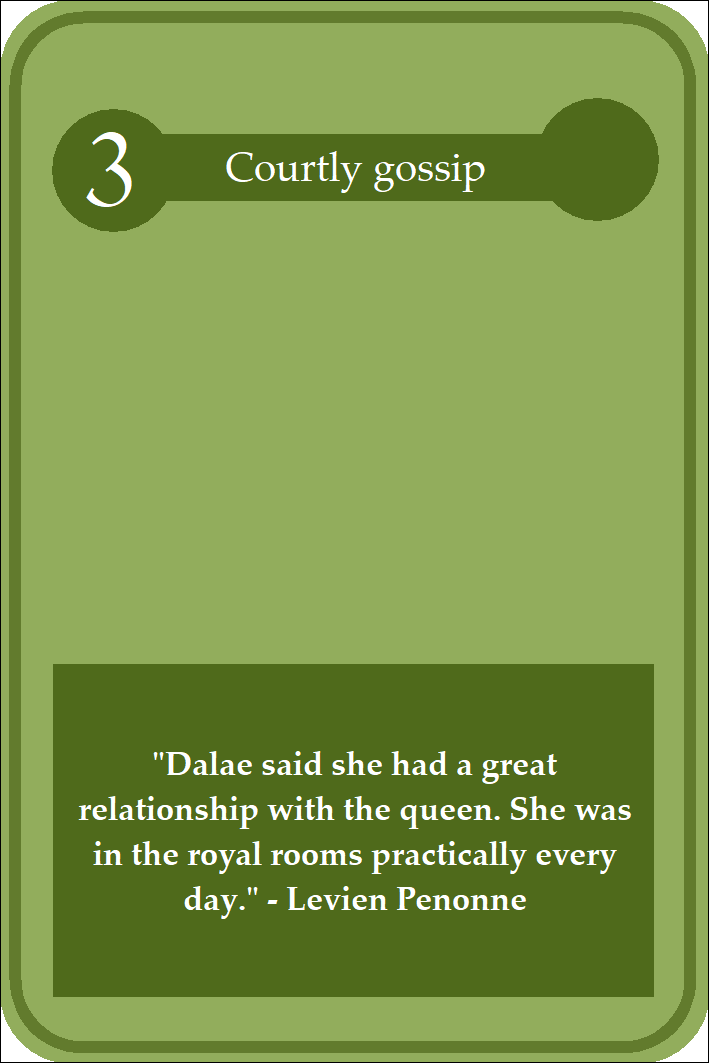 3
Courtly gossip
"Dalae said she had a great
relationship with the queen. She was
in the royal rooms practically every
day." - Levien Penonne